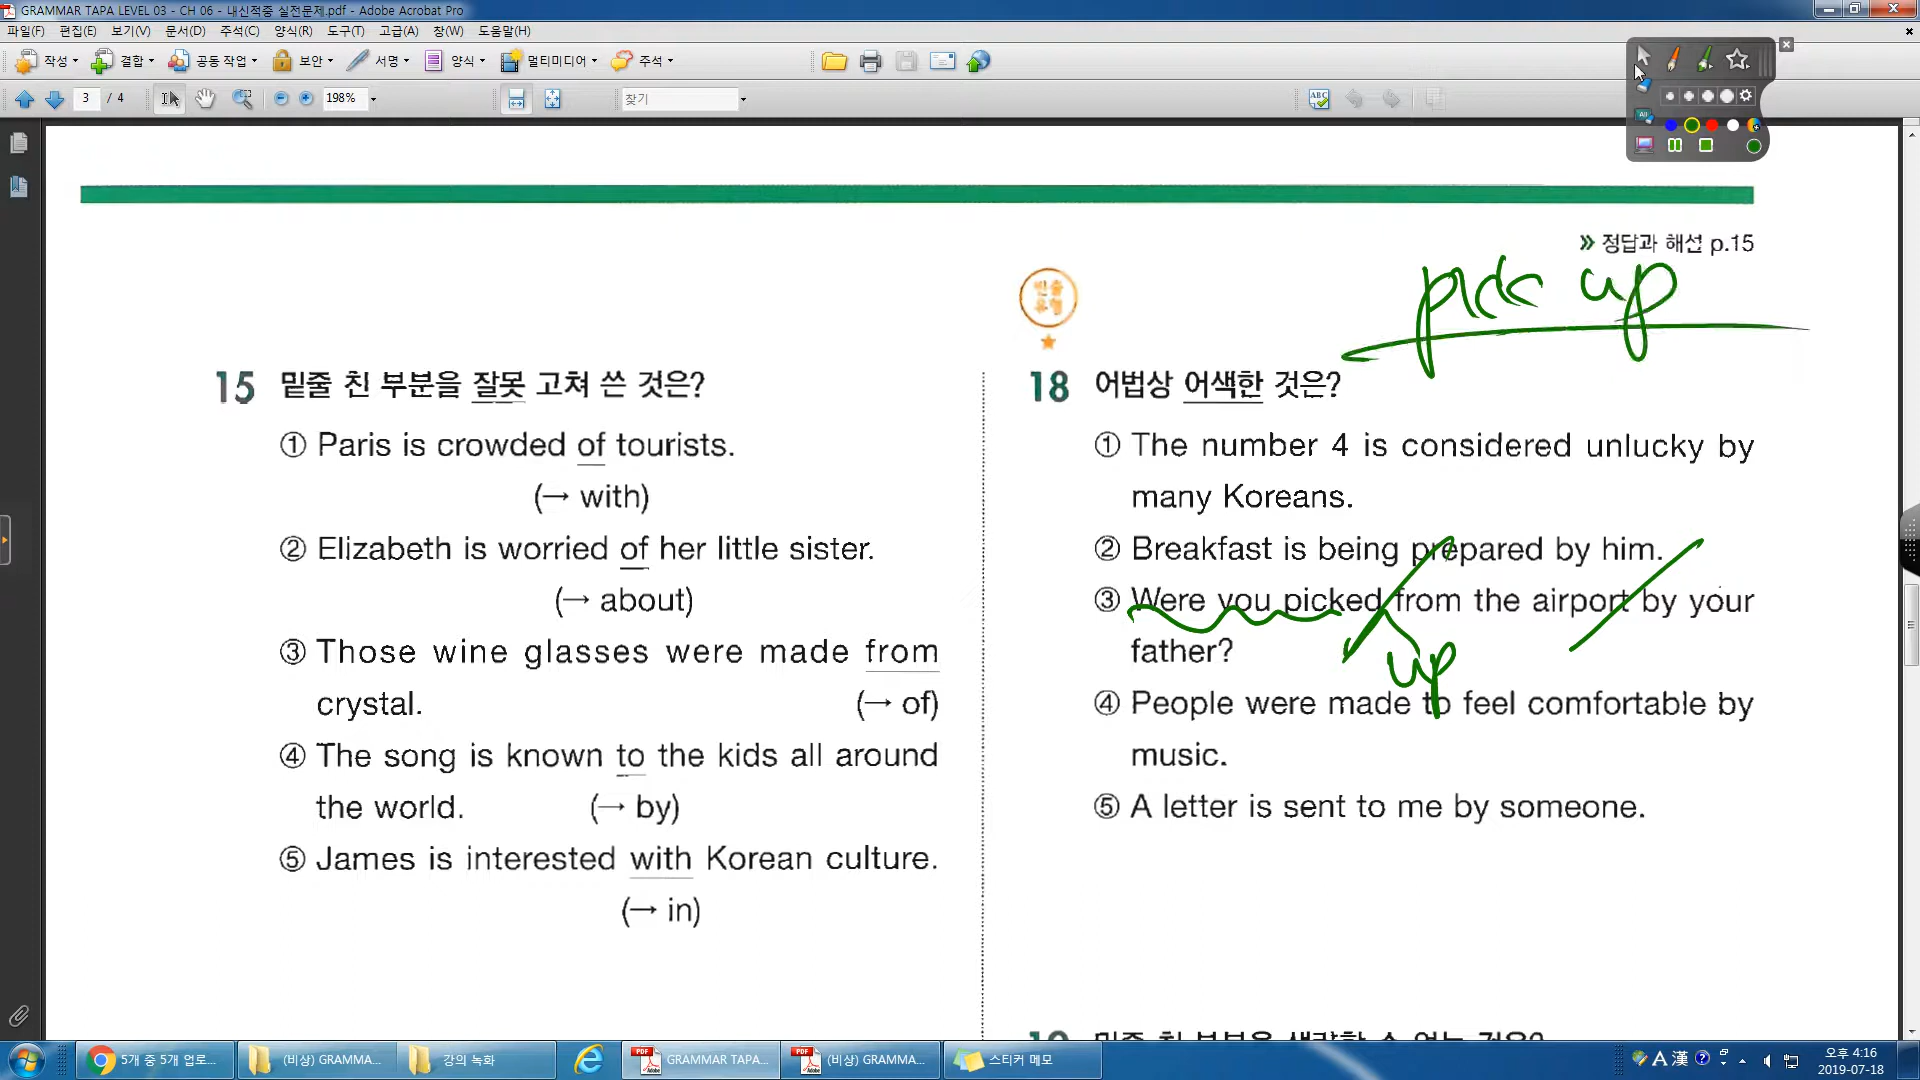 GRAMMAR TAPA LEVEL 03 - CH 06 - 내신적중 실전문제.pdf - Adobe Acrobat Pro
파일(F) 편집(E) 보기(V) 문서(D) 주석(C) 양식(R) 도구(T) 고급(A) 창(W) 도움말(H)
작성 결합 공동 작업 보안 서명 양식 멀티미디어 주석
3 / 4 198% 찾기
» 정답과 해설 p.15
pick up
빈출
유형
15 밑줄 친 부분을 잘못 고쳐 쓴 것은?
① Paris is crowded of tourists.
(→ with)
② Elizabeth is worried of her little sister.
(→ about)
③ Those wine glasses were made from
crystal. (→ of)
④ The song is known to the kids all around
the world. (→ by)
⑤ James is interested with Korean culture.
(→ in)
18 어법상 어색한 것은?
① The number 4 is considered unlucky by
many Koreans.
② Breakfast is being prepared by him.
③ Were you picked from the airport by your
father?
up
④ People were made to feel comfortable by
music.
⑤ A letter is sent to me by someone.
5개 중 5개 업로... (비상) GRAMMA... 강의 녹화 GRAMMAR TAPA... (비상) GRAMMA... 스티커 메모
A 漢
오후 4:16
2019-07-18